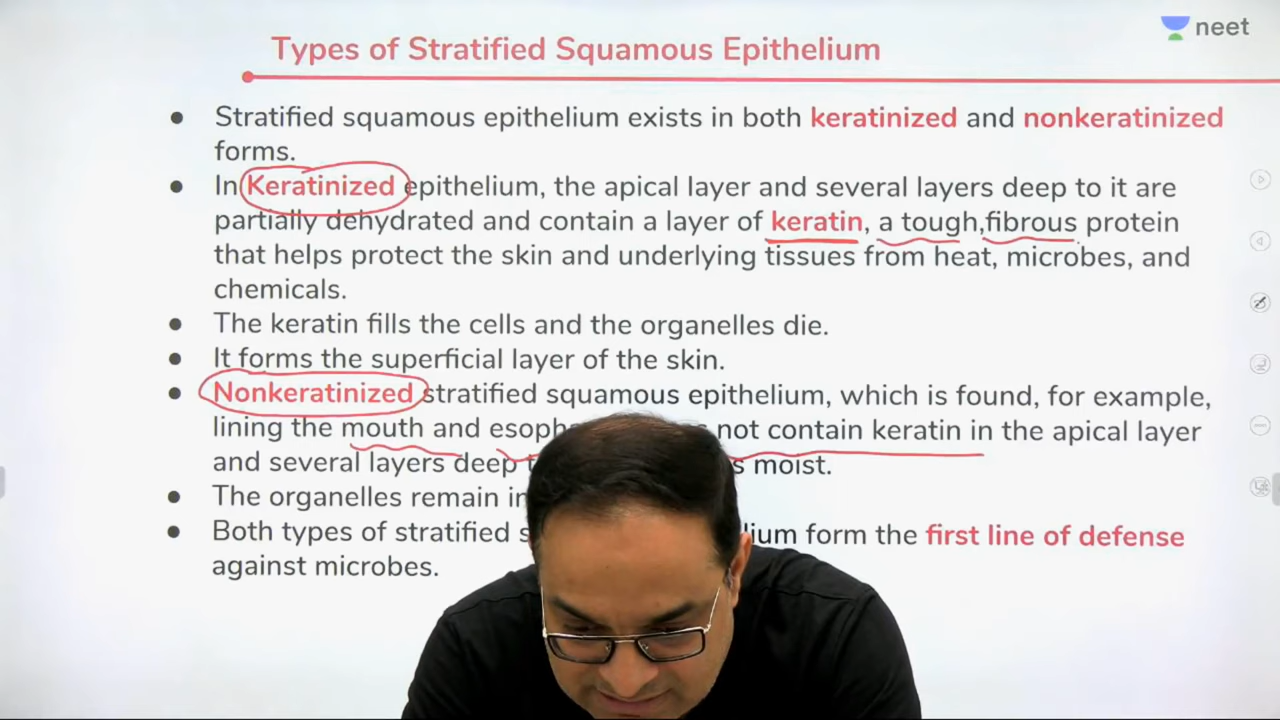 neet
Types of Stratified Squamous Epithelium
● Stratified squamous epithelium exists in both keratinized and nonkeratinized
forms.
● In Keratinized epithelium, the apical layer and several layers deep to it are
partially dehydrated and contain a layer of keratin, a tough,fibrous protein
that helps protect the skin and underlying tissues from heat, microbes, and
chemicals.
● The keratin fills the cells and the organelles die.
● It forms the superficial layer of the skin.
● Nonkeratinized stratified squamous epithelium, which is found, for example,
lining the mouth and not contain keratin in the apical layer
and several layers deep moist.
● The organelles remain
● Both types of stratified form the first line of defense
against microbes.